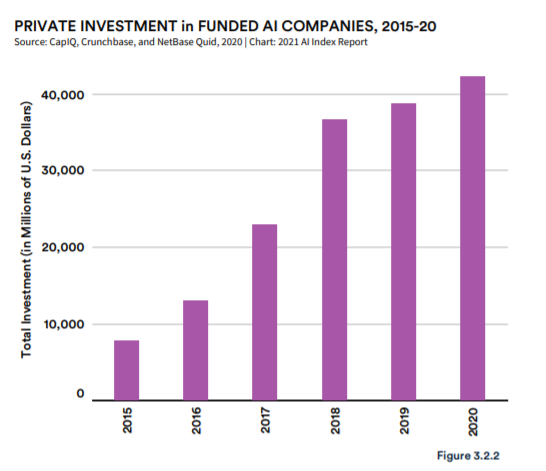 PRIVATE INVESTMENT in FUNDED AI COMPANIES, 2015-20
Source: CapIQ, Crunchbase, and NetBase Quid, 2020 | Chart: 2021 AI Index Report
Total Investment (in Millions of U.S. Dollars)
40,000
30,000
20,000
10,000
0
2015 2016 2017 2018 2019 2020
Figure 3.2.2